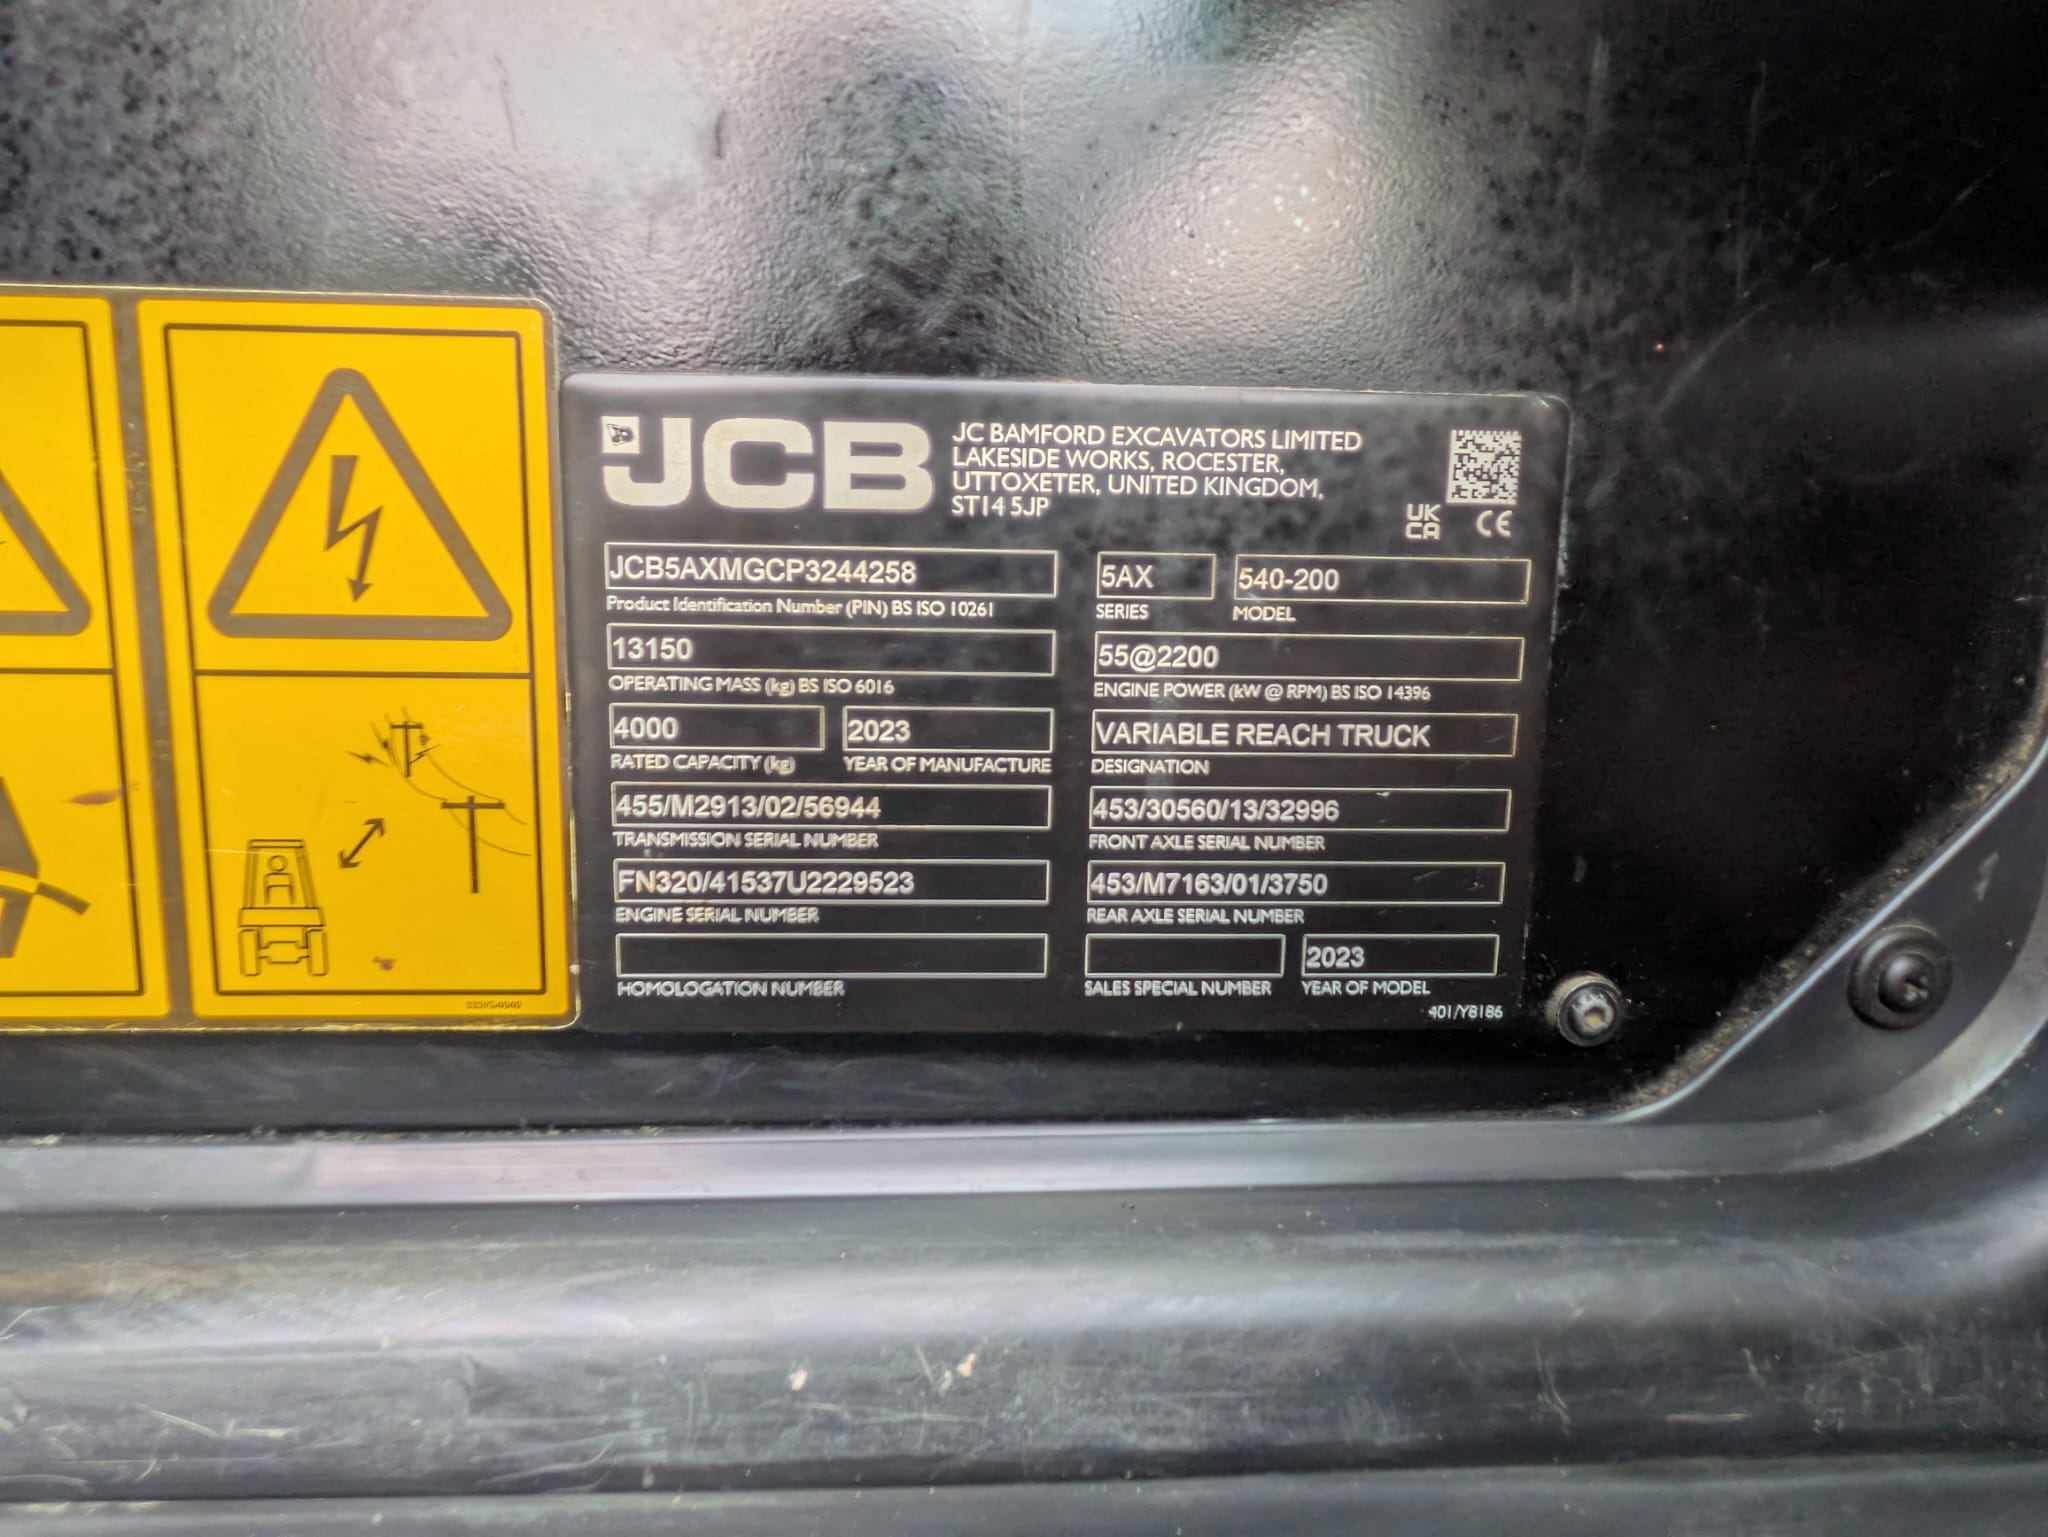 JCB
JC BAMFORD EXCAVATORS LIMITED
LAKESIDE WORKS, ROCESTER,
UTTOXETER, UNITED KINGDOM,
ST14 5JP
UK
CA
CE
JCB5AXMGCP3244258
Product Identification Number (PIN) BS ISO 10261
5AX
SERIES
540-200
MODEL
13150
OPERATING MASS (kg) BS ISO 6016
55@2200
ENGINE POWER (kW @ RPM) BS ISO 14396
4000
RATED CAPACITY (kg)
2023
YEAR OF MANUFACTURE
VARIABLE REACH TRUCK
DESIGNATION
455/M2913/02/56944
TRANSMISSION SERIAL NUMBER
453/30560/13/32996
FRONT AXLE SERIAL NUMBER
FN320/41537U2229523
ENGINE SERIAL NUMBER
453/M7163/01/3750
REAR AXLE SERIAL NUMBER
HOMOLOGATION NUMBER
SALES SPECIAL NUMBER
2023
YEAR OF MODEL
401/Y8186